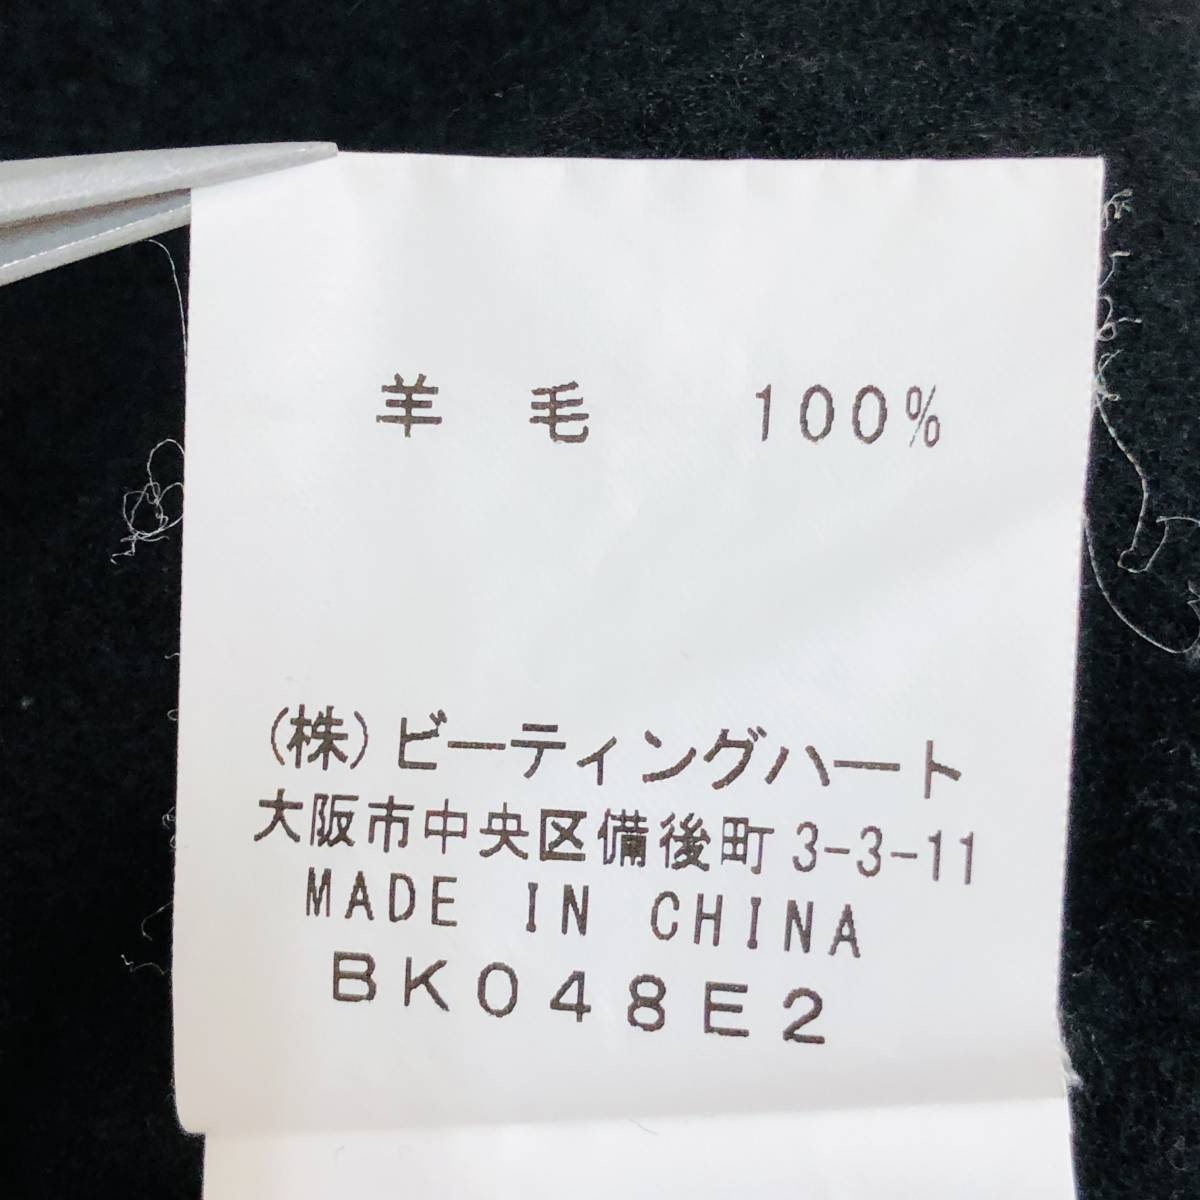 羊 毛 100%
(株)ビーティングハート
大阪市中央区備後町3-3-11
MADE IN CHINA
BK048E2